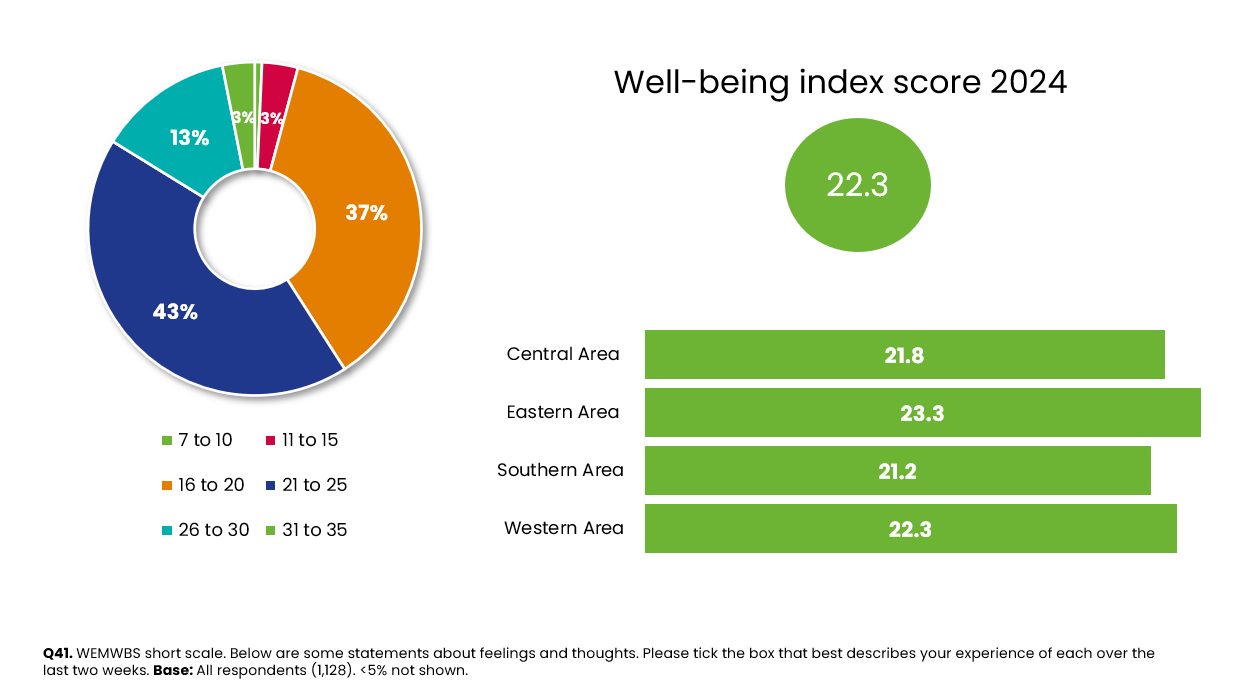 Well-being index score 2024
22.3
3%
3%
13%
37%
43%
7 to 10
11 to 15
16 to 20
21 to 25
26 to 30
31 to 35
Central Area
21.8
Eastern Area
23.3
Southern Area
21.2
Western Area
22.3
Q41. WEMWBS short scale. Below are some statements about feelings and thoughts. Please tick the box that best describes your experience of each over the
last two weeks. Base: All respondents (1,128). <5% not shown.